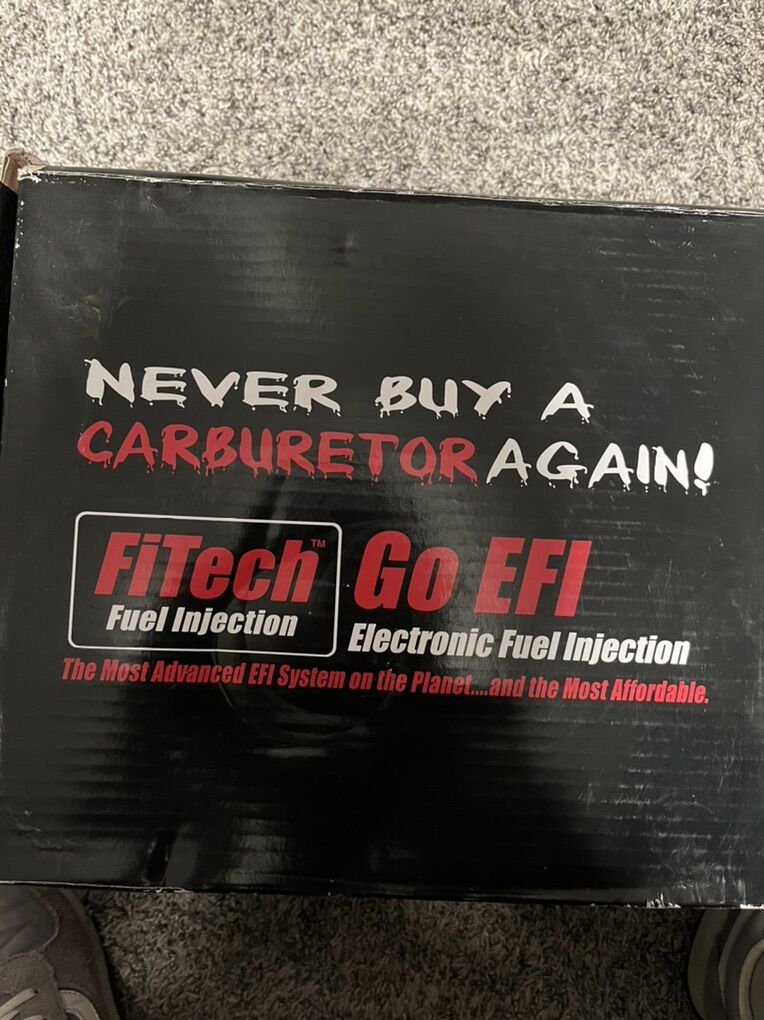 NEVER BUY A
CARBURETOR AGAIN!
FiTech™ Go EFI
Fuel Injection Electronic Fuel Injection
The Most Advanced EFI System on the Planet....and the Most Affordable.